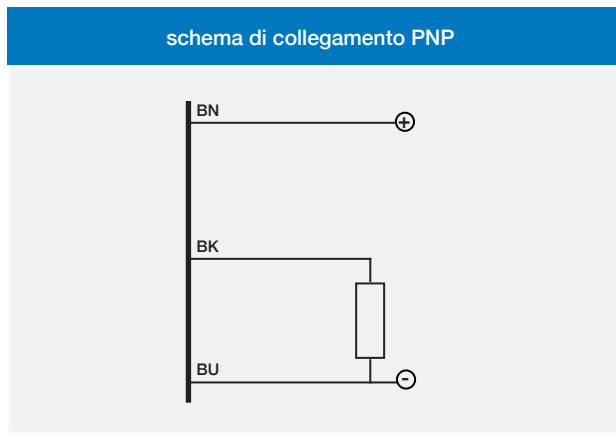 schema di collegamento PNP
BN
+
BK
BU
-